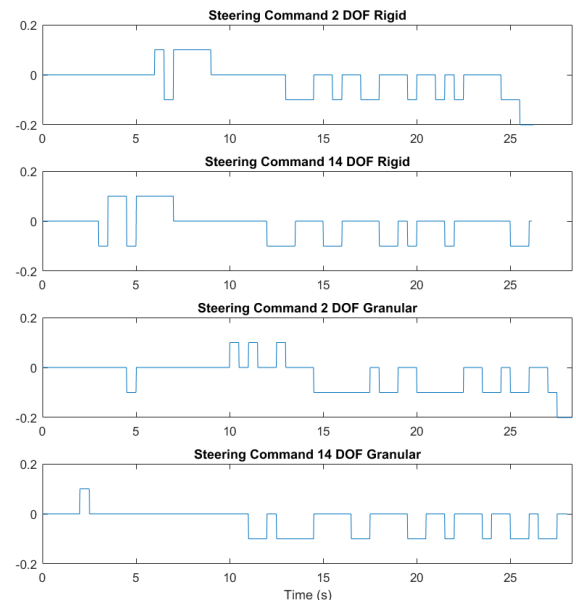 Steering Command 2 DOF Rigid
0.2
0
-0.2
0 5 10 15 20 25
Steering Command 14 DOF Rigid
0.2
0
-0.2
0 5 10 15 20 25
Steering Command 2 DOF Granular
0.2
0
-0.2
0 5 10 15 20 25
Steering Command 14 DOF Granular
0.2
0
-0.2
0 5 10 15 20 25
Time (s)